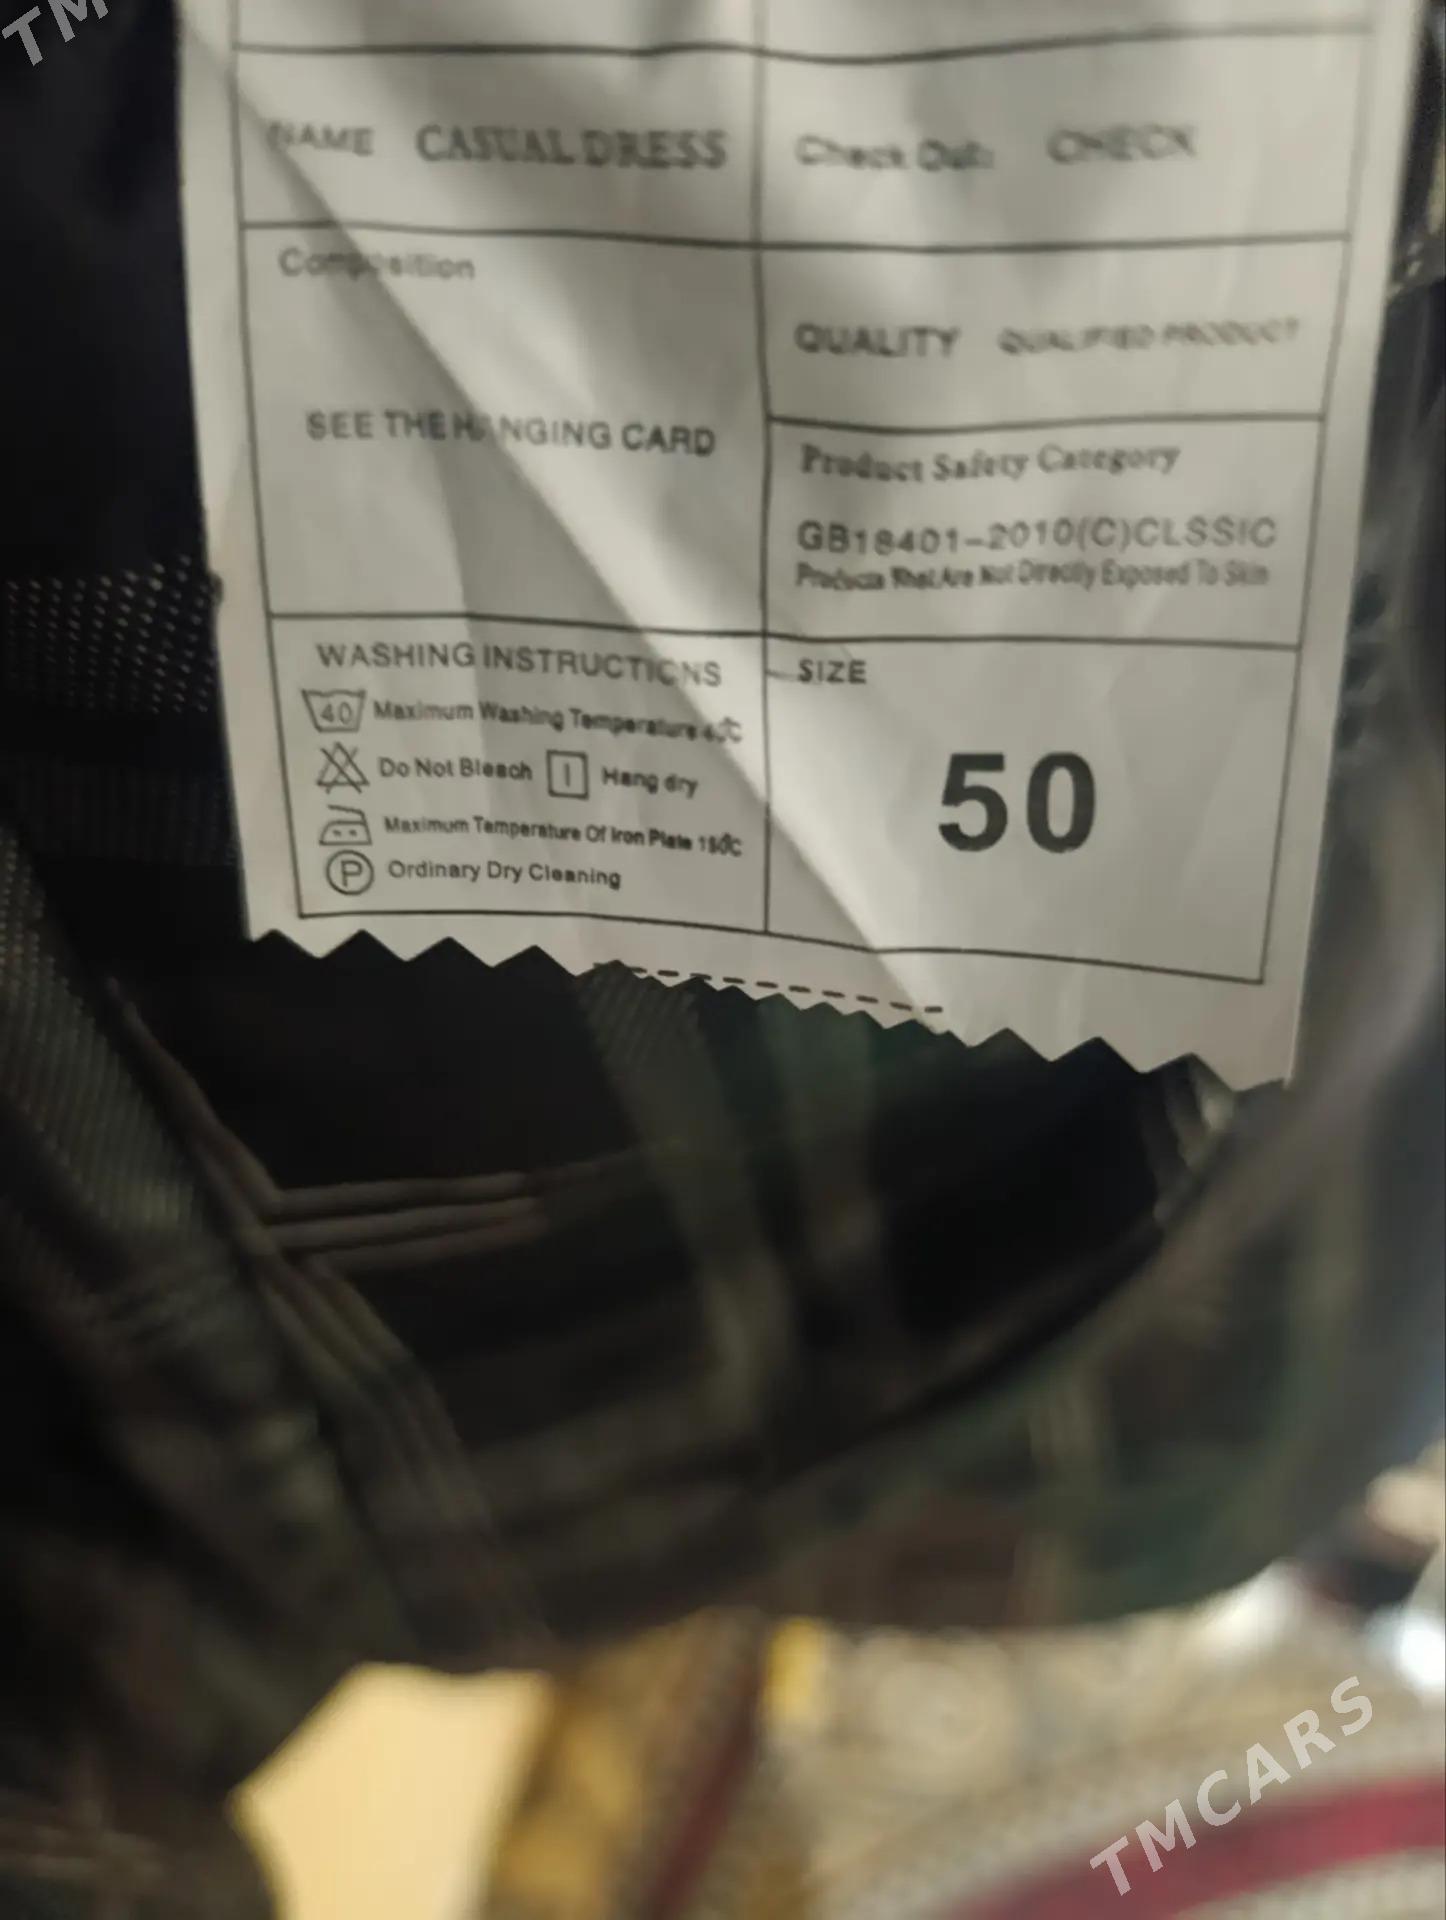 TM
NAME CASUAL DRESS
Check Out: CHECK
Composition
SEE THE HANGING CARD
QUALITY QUALIFIED PRODUCT
Product Safety Category
GB18401-2010(C)CLSSIC
Products That Are Not Directly Exposed To Skin
WASHING INSTRUCTIONS
40 Maximum Washing Temperature 40℃
Do Not Bleach Hang dry
Maximum Temperature Of Iron Plate 150℃
P Ordinary Dry Cleaning
SIZE
50
TMCARS